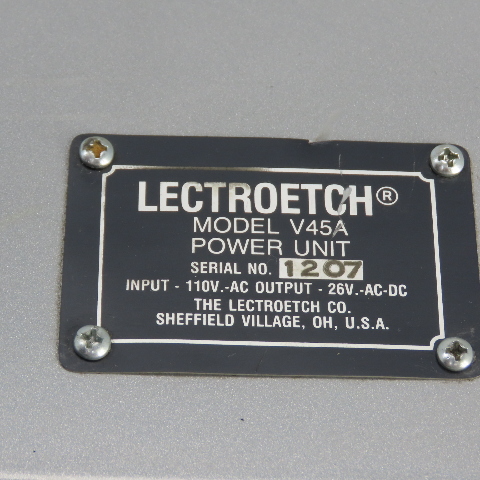 LECTROETCH®
MODEL V45A
POWER UNIT
SERIAL NO. 1207
INPUT - 110V.-AC OUTPUT - 26V.-AC-DC
THE LECTROETCH CO.
SHEFFIELD VILLAGE, OH, U.S.A.